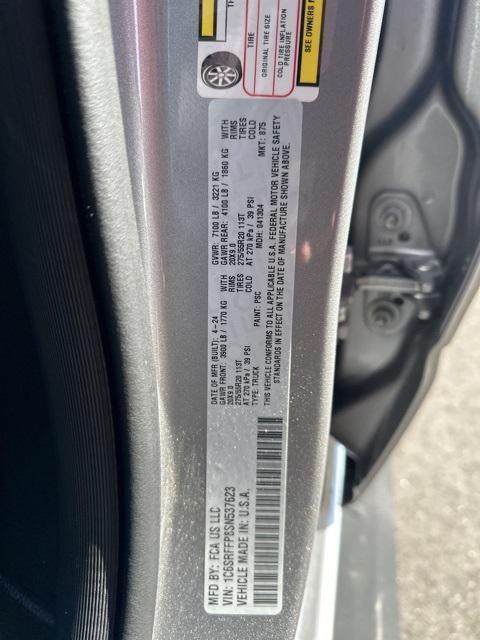 TIRE
ORIGINAL TIRE SIZE
COLD TIRE INFLATION PRESSURE
SEE OWNERS
MFD BY: FCA US LLC
VIN: 1C6SRFFP8SN537623
VEHICLE MADE IN: U.S.A.
DATE OF MFR (BUILT): 4-24
GVWR: 7100 LB / 3221 KG
GAWR FRONT: 3900 LB / 1770 KG WITH
GAWR REAR: 4100 LB / 1860 KG WITH
20X9.0 RIMS
20X9.0 RIMS
275/55R20 113T TIRES
275/55R20 113T TIRES
AT 270 kPa / 39 PSI COLD
AT 270 kPa / 39 PSI COLD
TYPE: TRUCK
PAINT: PSC
MDH: 041304
MKT: 875
THIS VEHICLE CONFORMS TO ALL APPLICABLE U.S.A. FEDERAL MOTOR VEHICLE SAFETY
STANDARDS IN EFFECT ON THE DATE OF MANUFACTURE SHOWN ABOVE.